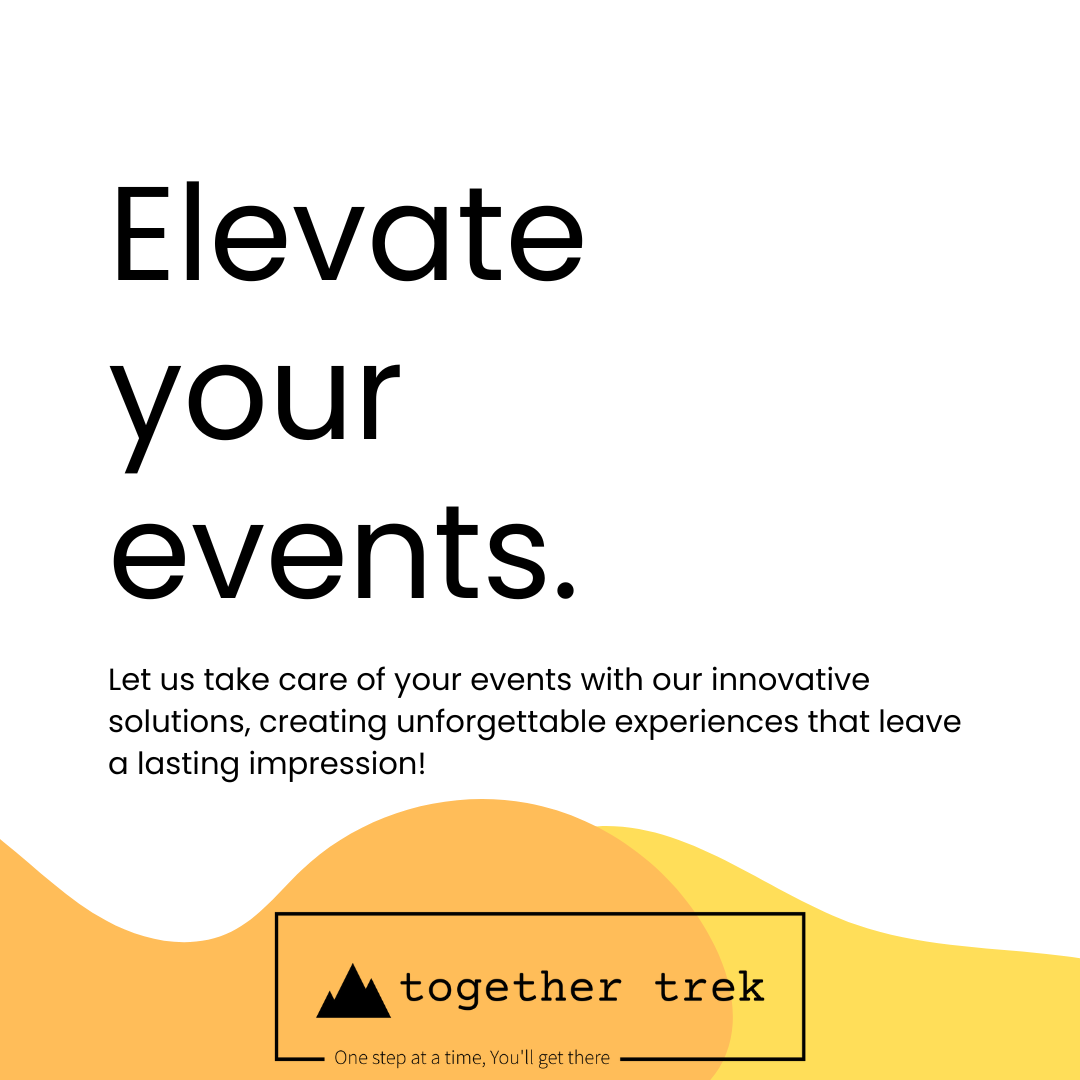 Elevate
your
events.
Let us take care of your events with our innovative
solutions, creating unforgettable experiences that leave
a lasting impression!
together trek
One step at a time, You'll get there